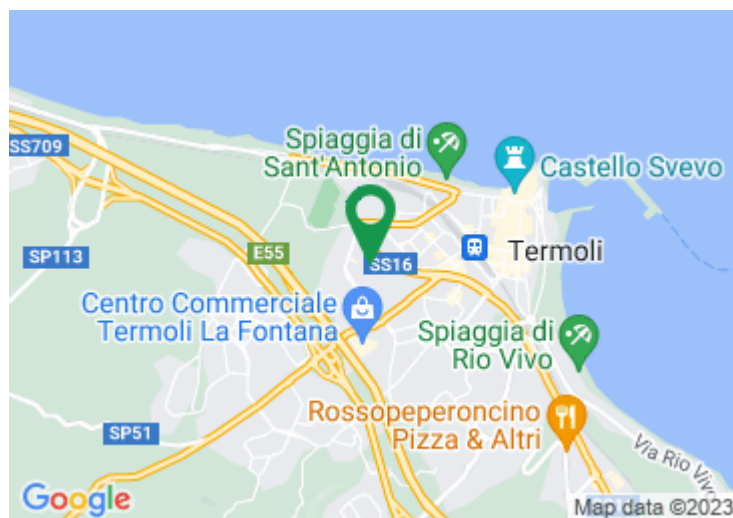 SS709
Spiaggia di
Sant'Antonio
Castello Svevo
SP113
E55
SS16
Termoli
Centro Commerciale
Termoli La Fontana
Spiaggia di
Rio Vivo
Rossopeperoncino
Pizza & Altri
SP51
Via Rio Vivo
Google
Map data ©2023